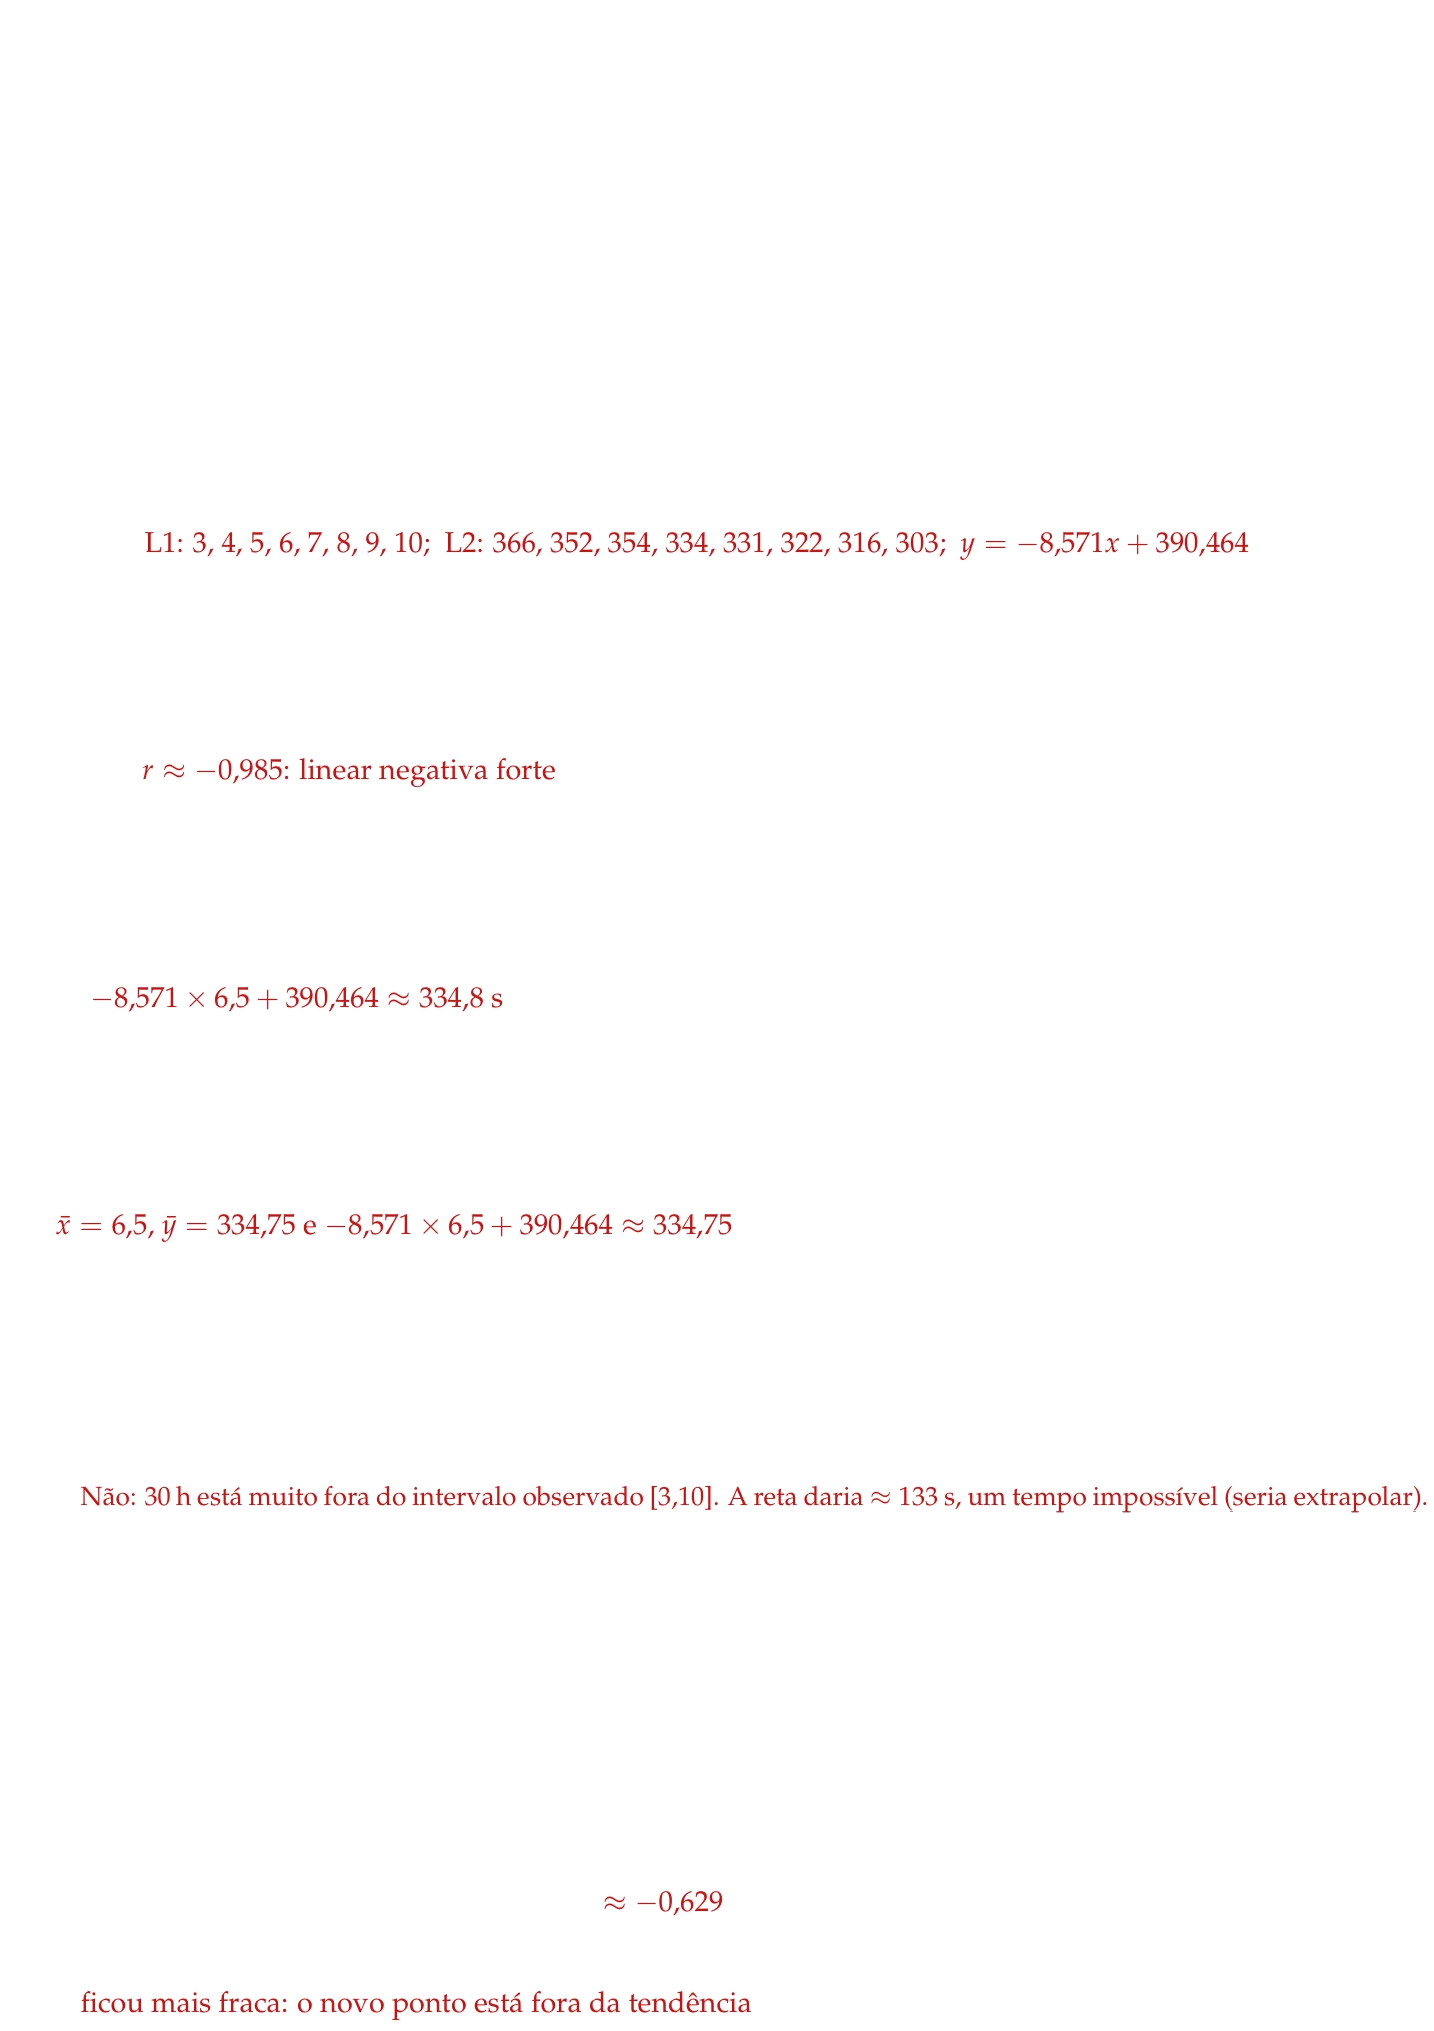 L1: 3, 4, 5, 6, 7, 8, 9, 10; L2: 366, 352, 354, 334, 331, 322, 316, 303; y = −8,571x + 390,464
r ≈ −0,985: linear negativa forte
−8,571 × 6,5 + 390,464 ≈ 334,8 s
x̄ = 6,5, ȳ = 334,75 e −8,571 × 6,5 + 390,464 ≈ 334,75
Não: 30 h está muito fora do intervalo observado [3,10]. A reta daria ≈ 133 s, um tempo impossível (seria extrapolar).
≈ −0,629
ficou mais fraca: o novo ponto está fora da tendência